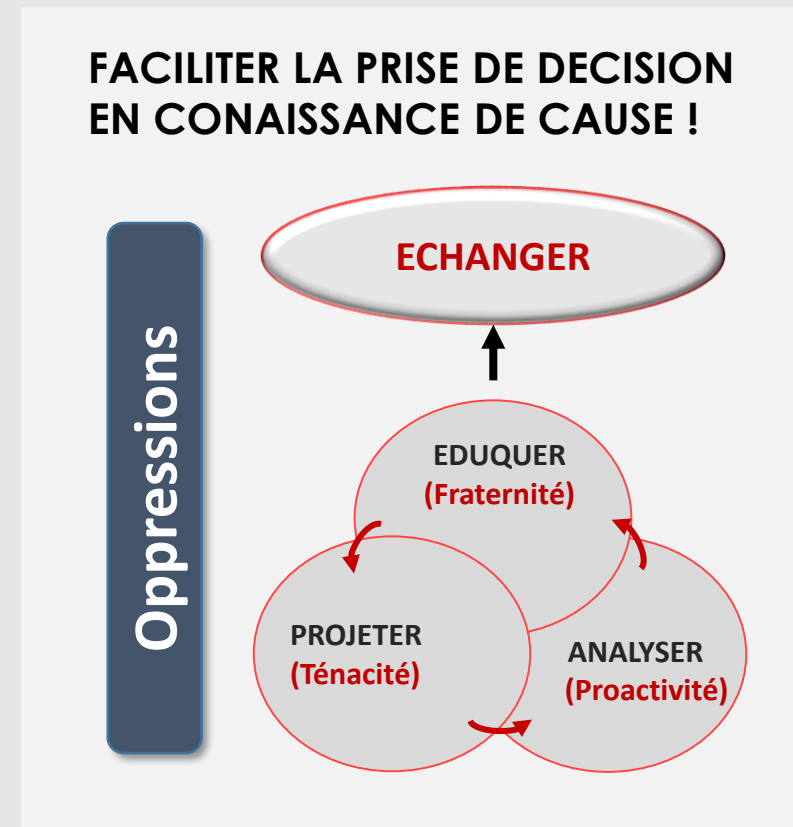 FACILITER LA PRISE DE DECISION
EN CONAISSANCE DE CAUSE !
ECHANGER
Oppressions
EDUQUER
(Fraternité)
PROJETER
(Ténacité)
ANALYSER
(Proactivité)